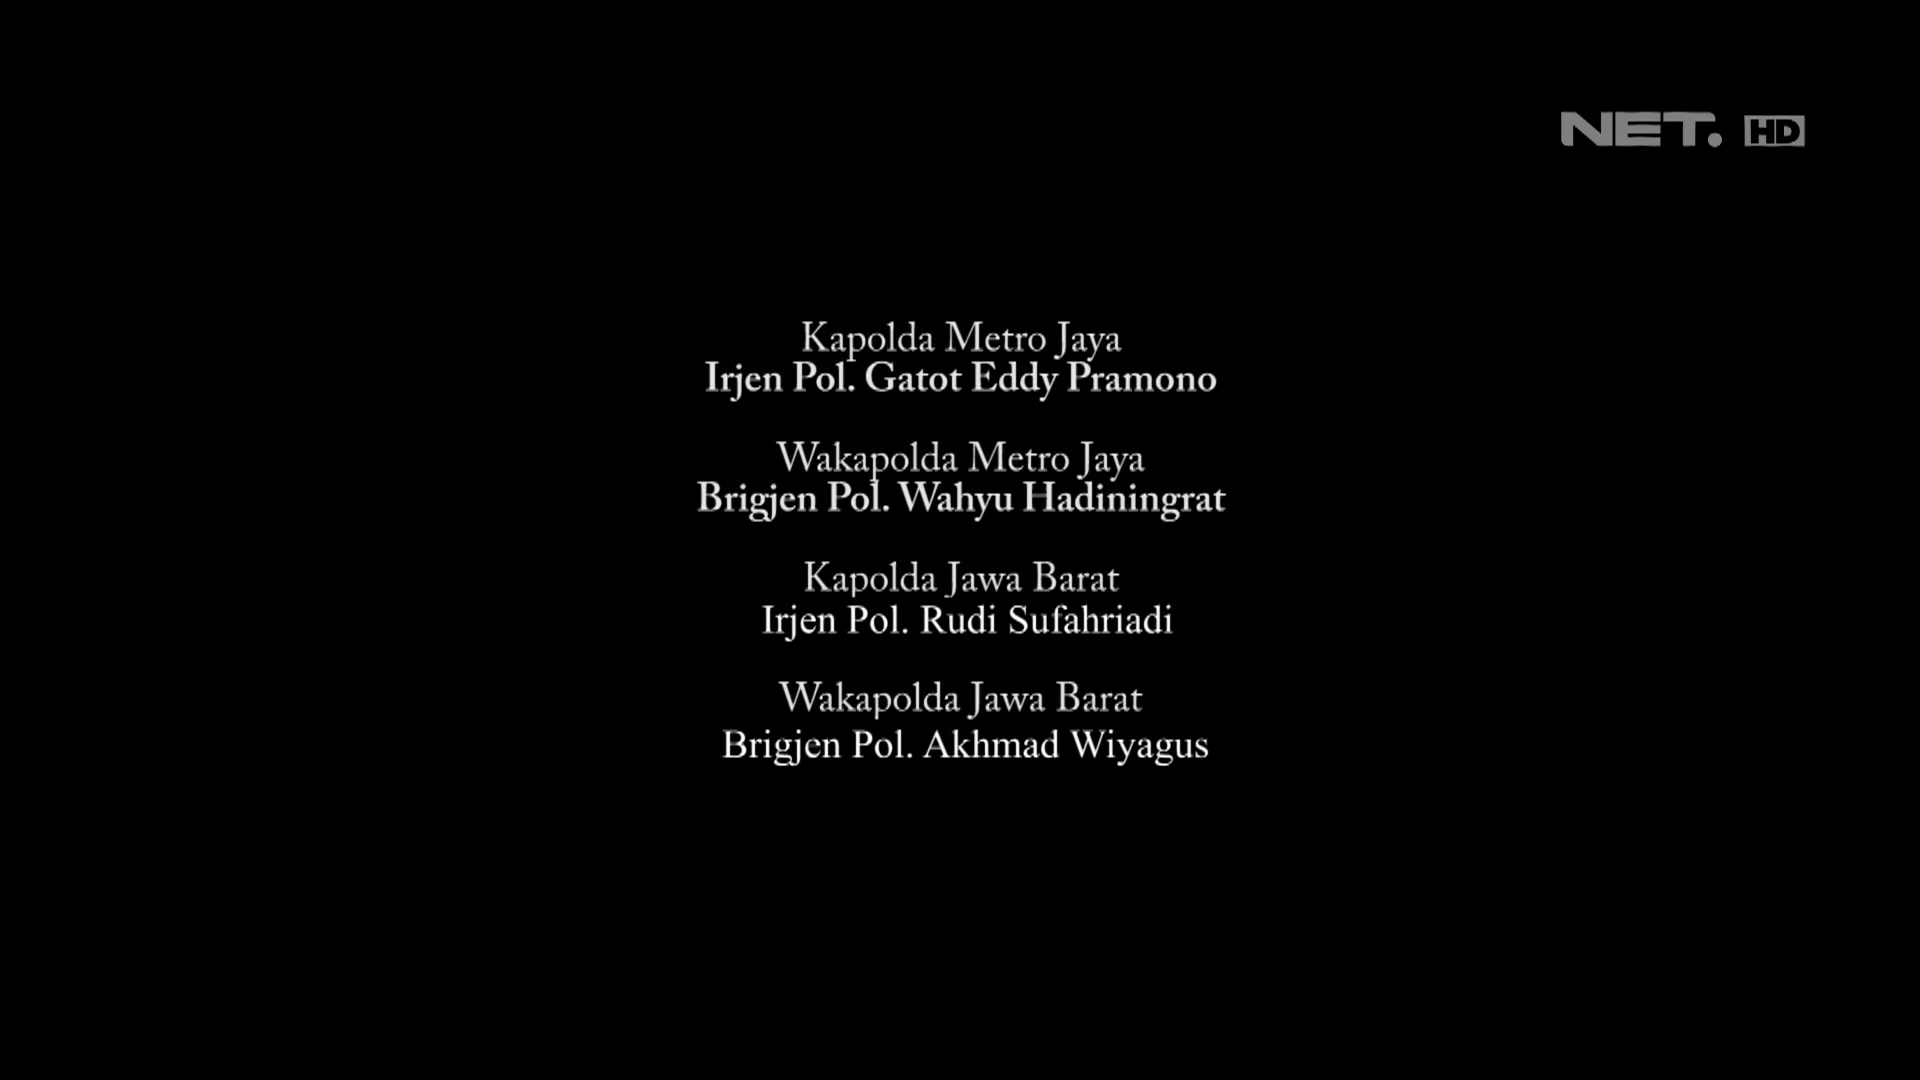 NET. HD
Kapolda Metro Jaya
Irjen Pol. Gatot Eddy Pramono
Wakapolda Metro Jaya
Brigjen Pol. Wahyu Hadiningrat
Kapolda Jawa Barat
Irjen Pol. Rudi Sufahriadi
Wakapolda Jawa Barat
Brigjen Pol. Akhmad Wiyagus